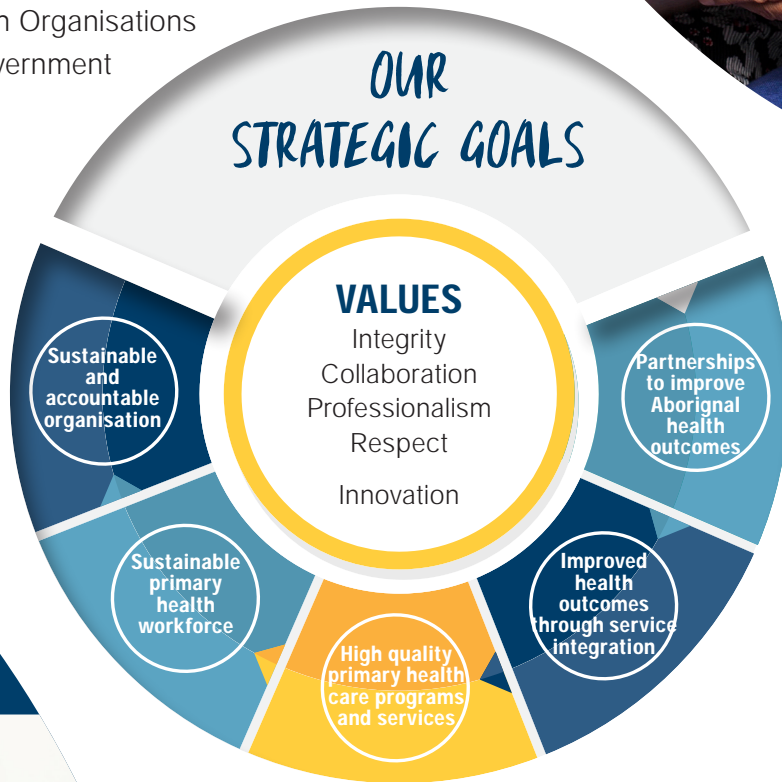 Organisations
vernment
OUR
STRATEGIC GOALS
VALUES
Integrity
Collaboration
Professionalism
Respect
Innovation
Sustainable
and
accountable
organisation
Sustainable
primary
health
workforce
High quality
primary health
care programs
and services
Improved
health
outcomes
through service
integration
Partnerships
to improve
Aborignal
health
outcomes